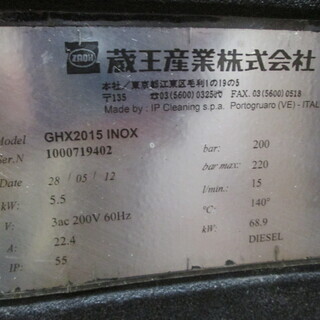 ZAOH
蔵王産業株式会社
本社/東京都江東区毛利1の19の5
〒135 ☎03(5600)0325代 FAX.03(5600)0518
Made by : IP Cleaning s.p.a. Portogruaro (VE) - ITAL
Model GHX2015 INOX bar: 200
Ser.N 1000719402 bar max: 220
Date 28 / 05 / 12 l/min: 15
kW: 5.5 °C: 140°
V: 3ac 200V 60Hz kW: 68.9
A: 22.4 DIESEL
IP: 55